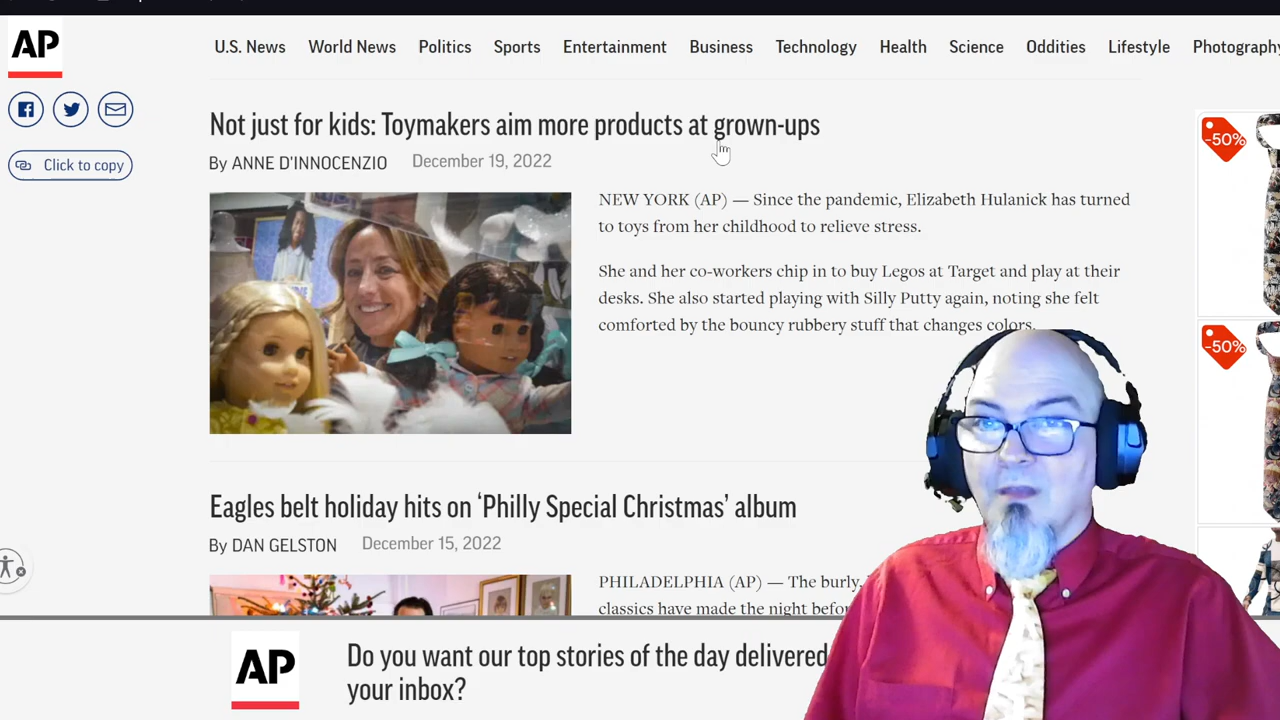 AP
U.S. News World News Politics Sports Entertainment Business Technology Health Science Oddities Lifestyle Photography
Click to copy
Not just for kids: Toymakers aim more products at grown-ups
By ANNE D'INNOCENZIO December 19, 2022
NEW YORK (AP) — Since the pandemic, Elizabeth Hulanick has turned
to toys from her childhood to relieve stress.
She and her co-workers chip in to buy Legos at Target and play at their
desks. She also started playing with Silly Putty again, noting she felt
comforted by the bouncy rubbery stuff that changes colors.
-50%
-50%
Eagles belt holiday hits on ‘Philly Special Christmas’ album
By DAN GELSTON December 15, 2022
PHILADELPHIA (AP) — The burly,
classics have made the night
AP
Do you want our top stories of the day delivered
your inbox?